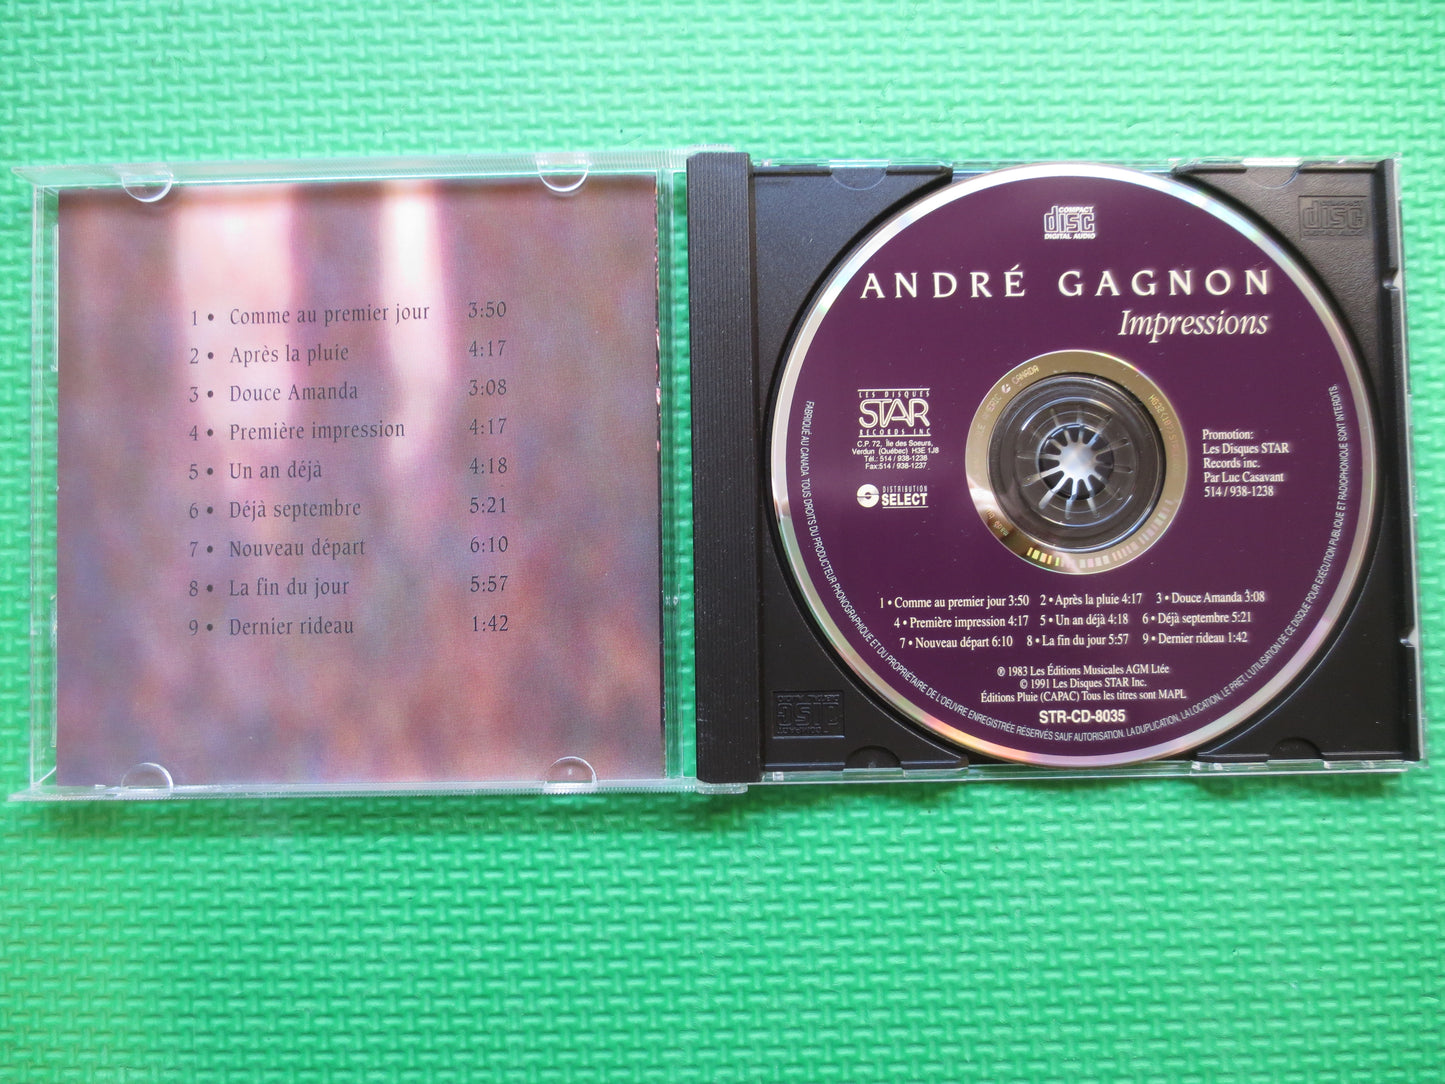 1 • Comme au premier jour 3:50
2 • Après la pluie 4:17
3 • Douce Amanda 3:08
4 • Première impression 4:17
5 • Un an déjà 4:18
6 • Déjà septembre 5:21
7 • Nouveau départ 6:10
8 • La fin du jour 5:57
9 • Dernier rideau 1:42
COMPACT
disc
DIGITAL AUDIO
ANDRÉ GAGNON
Impressions
LES DISQUES
STAR
RECORDS INC
C.P. 72, Île des Soeurs,
Verdun (Québec) H3E 1J8
Tél.: 514 / 938-1238
Fax:514 / 938-1237
DISTRIBUTION
SELECT
Promotion:
Les Disques STAR
Records inc.
Par Luc Casavant
514 / 938-1238
CANADA
1 • Comme au premier jour 3:50 2 • Après la pluie 4:17 3 • Douce Amanda 3:08
4 • Première impression 4:17 5 • Un an déjà 4:18 6 • Déjà septembre 5:21
7 • Nouveau départ 6:10 8 • La fin du jour 5:57 9 • Dernier rideau 1:42
℗ 1983 Les Éditions Musicales AGM Ltée
© 1991 Les Disques STAR Inc.
Éditions Pluie (CAPAC) Tous les titres sont MAPL
STR-CD-8035
FABRIQUÉ AU CANADA. TOUS DROITS DU PRODUCTEUR PHONOGRAPHIQUE ET DU PROPRIÉTAIRE DE L'OEUVRE ENREGISTRÉE RÉSERVÉS SAUF AUTORISATION. LA DUPLICATION, LA LOCATION, LE PRÊT, L'UTILISATION DE CE DISQUE POUR EXÉCUTION PUBLIQUE ET RADIOPHONIQUE SONT INTERDITS.
disc